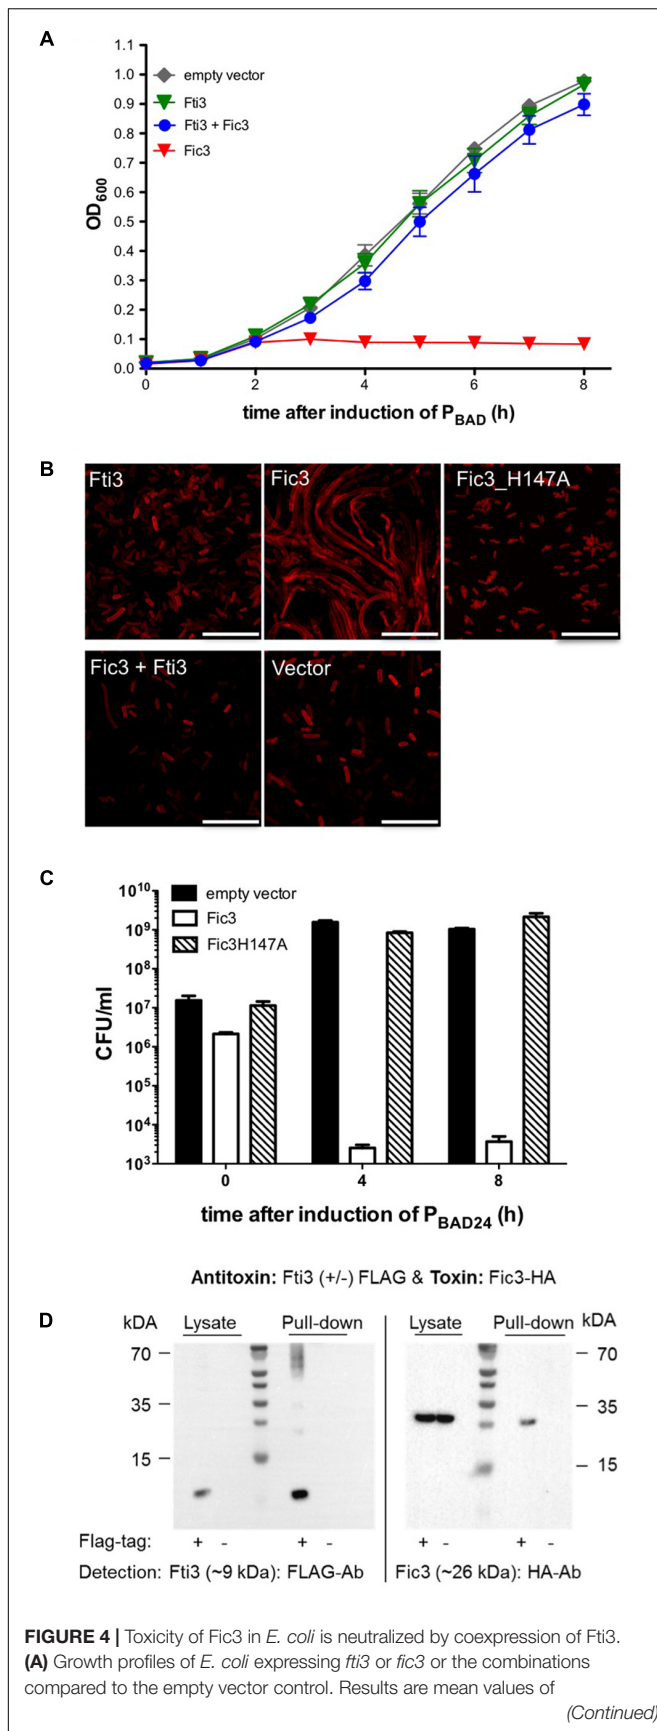 A
1.1
1.0
0.9
0.8
0.7
0.6
0.5
0.4
0.3
0.2
0.1
0.0
OD600
empty vector
Fti3
Fti3 + Fic3
Fic3
0 2 4 6 8
time after induction of PBAD (h)
B
Fti3
Fic3
Fic3_H147A
Fic3 + Fti3
Vector
C
10^10
10^9
10^8
10^7
10^6
10^5
10^4
10^3
CFU/ml
empty vector
Fic3
Fic3H147A
0 4 8
time after induction of PBAD24 (h)
Antitoxin: Fti3 (+/-) FLAG & Toxin: Fic3-HA
D
kDA Lysate Pull-down
70
35
15
Lysate Pull-down kDA
70
35
15
Flag-tag: + - + - + - + -
Detection: Fti3 (~9 kDa): FLAG-Ab
Fic3 (~26 kDa): HA-Ab
FIGURE 4 | Toxicity of Fic3 in E. coli is neutralized by coexpression of Fti3.
(A) Growth profiles of E. coli expressing fti3 or fic3 or the combinations
compared to the empty vector control. Results are mean values of
(Continued)